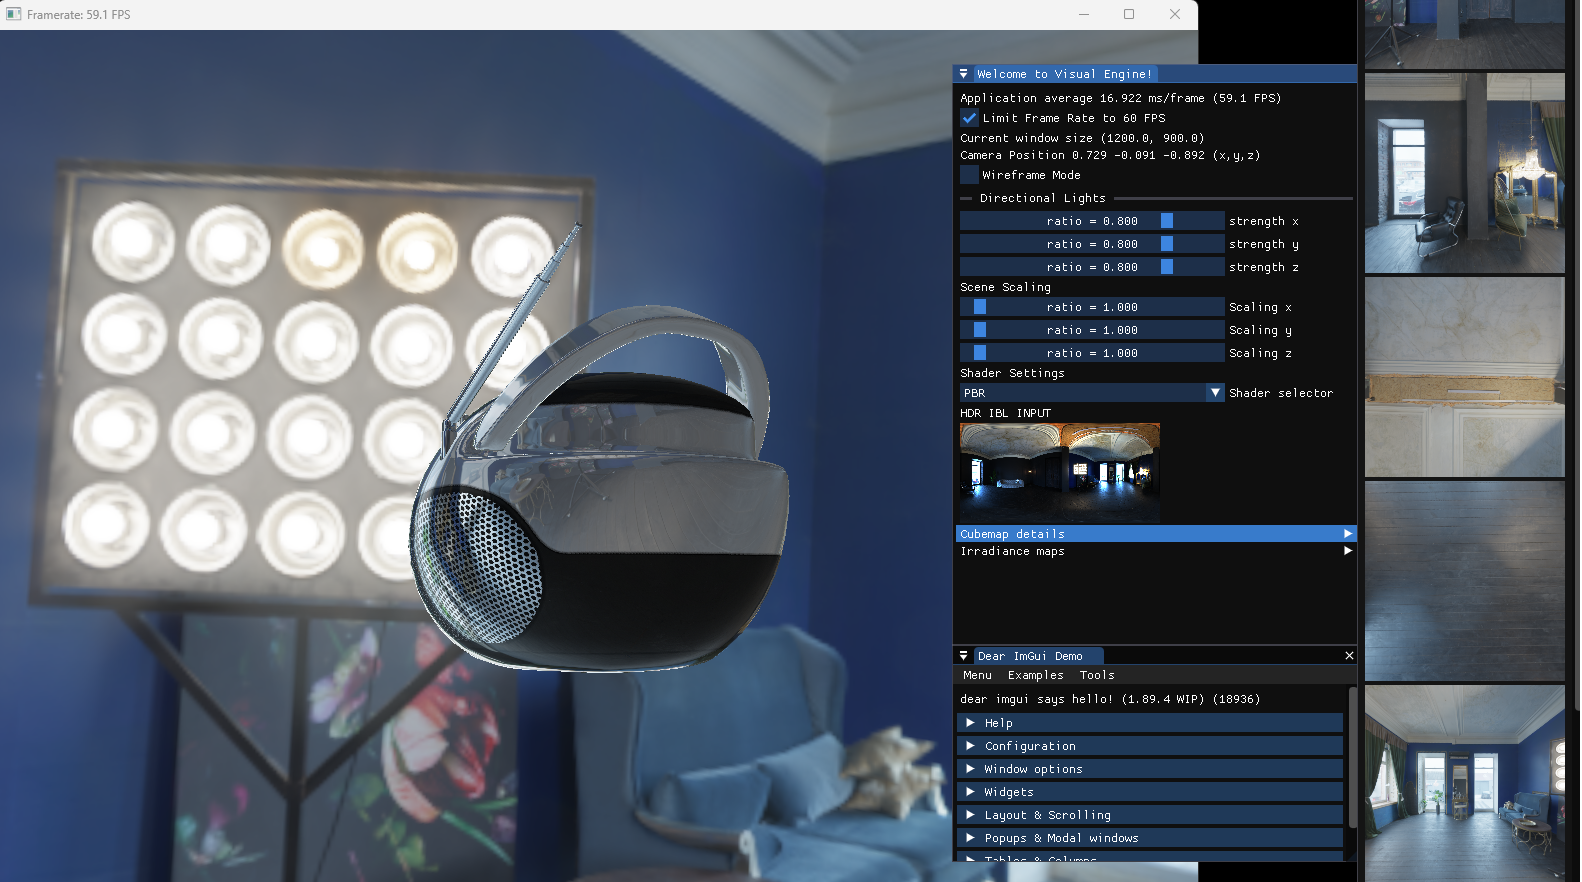 Framerate: 59.1 FPS
Welcome to Visual Engine!
Application average 16.922 ms/frame (59.1 FPS)
Limit Frame Rate to 60 FPS
Current window size (1200.0, 900.0)
Camera Position 0.729 -0.091 -0.892 (x,y,z)
Wireframe Mode
Directional Lights
ratio = 0.800 strength x
ratio = 0.800 strength y
ratio = 0.800 strength z
Scene Scaling
ratio = 1.000 Scaling x
ratio = 1.000 Scaling y
ratio = 1.000 Scaling z
Shader Settings
PBR Shader selector
HDR IBL INPUT
Cubemap details
Irradiance maps
Dear ImGui Demo
Menu Examples Tools
dear imgui says hello! (1.89.4 WIP) (18936)
Help
Configuration
Window options
Widgets
Layout & Scrolling
Popups & Modal windows
Tables & Columns